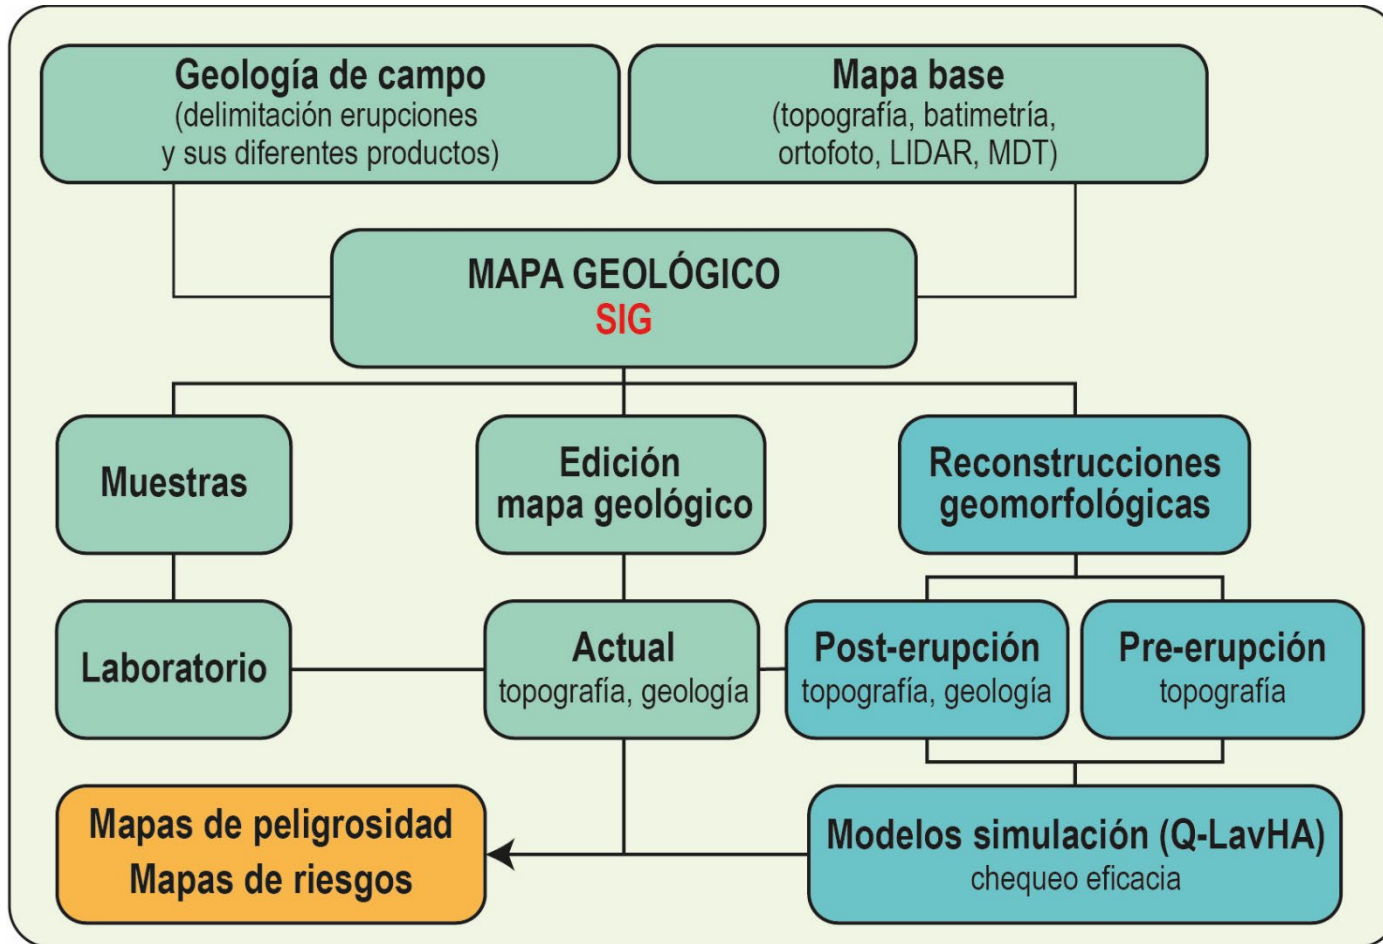 Geología de campo
(delimitación erupciones
y sus diferentes productos)
Mapa base
(topografía, batimetría,
ortofoto, LIDAR, MDT)
MAPA GEOLÓGICO
SIG
Muestras
Edición
mapa geológico
Reconstrucciones
geomorfológicas
Laboratorio
Actual
topografía, geología
Post-erupción
topografía, geología
Pre-erupción
topografía
Mapas de peligrosidad
Mapas de riesgos
Modelos simulación (Q-LavHA)
chequeo eficacia